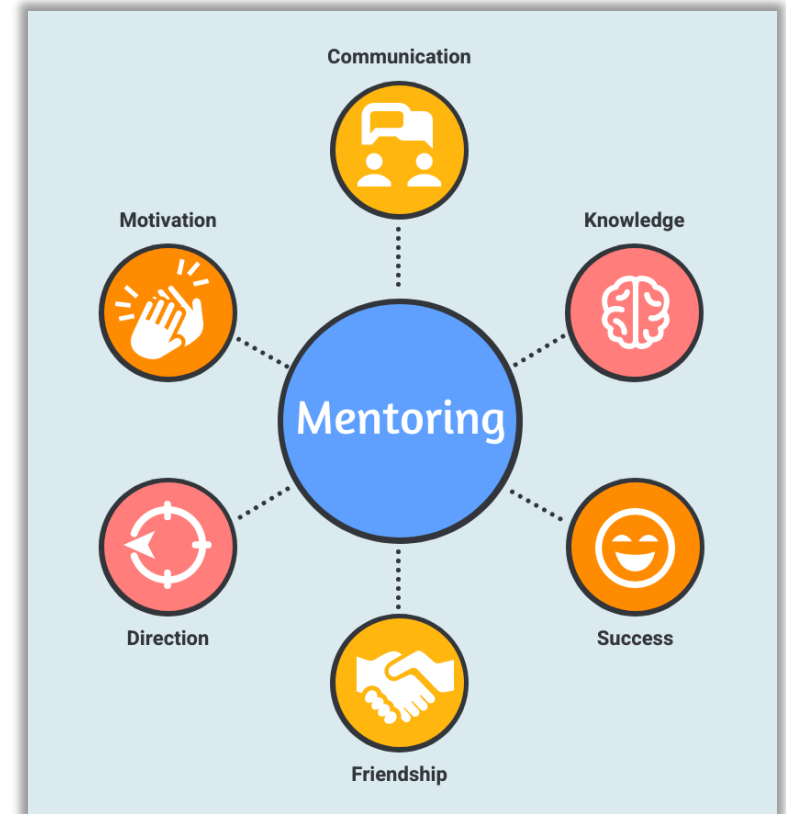 Communication
Motivation
Knowledge
Mentoring
Direction
Success
Friendship